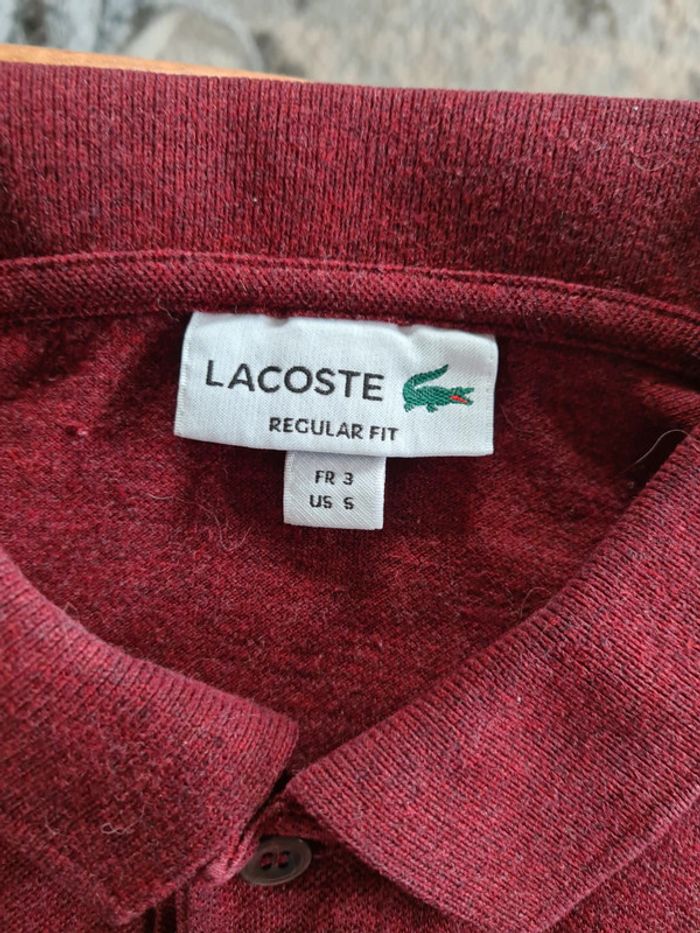 LACOSTE
REGULAR FIT
FR 3
US S